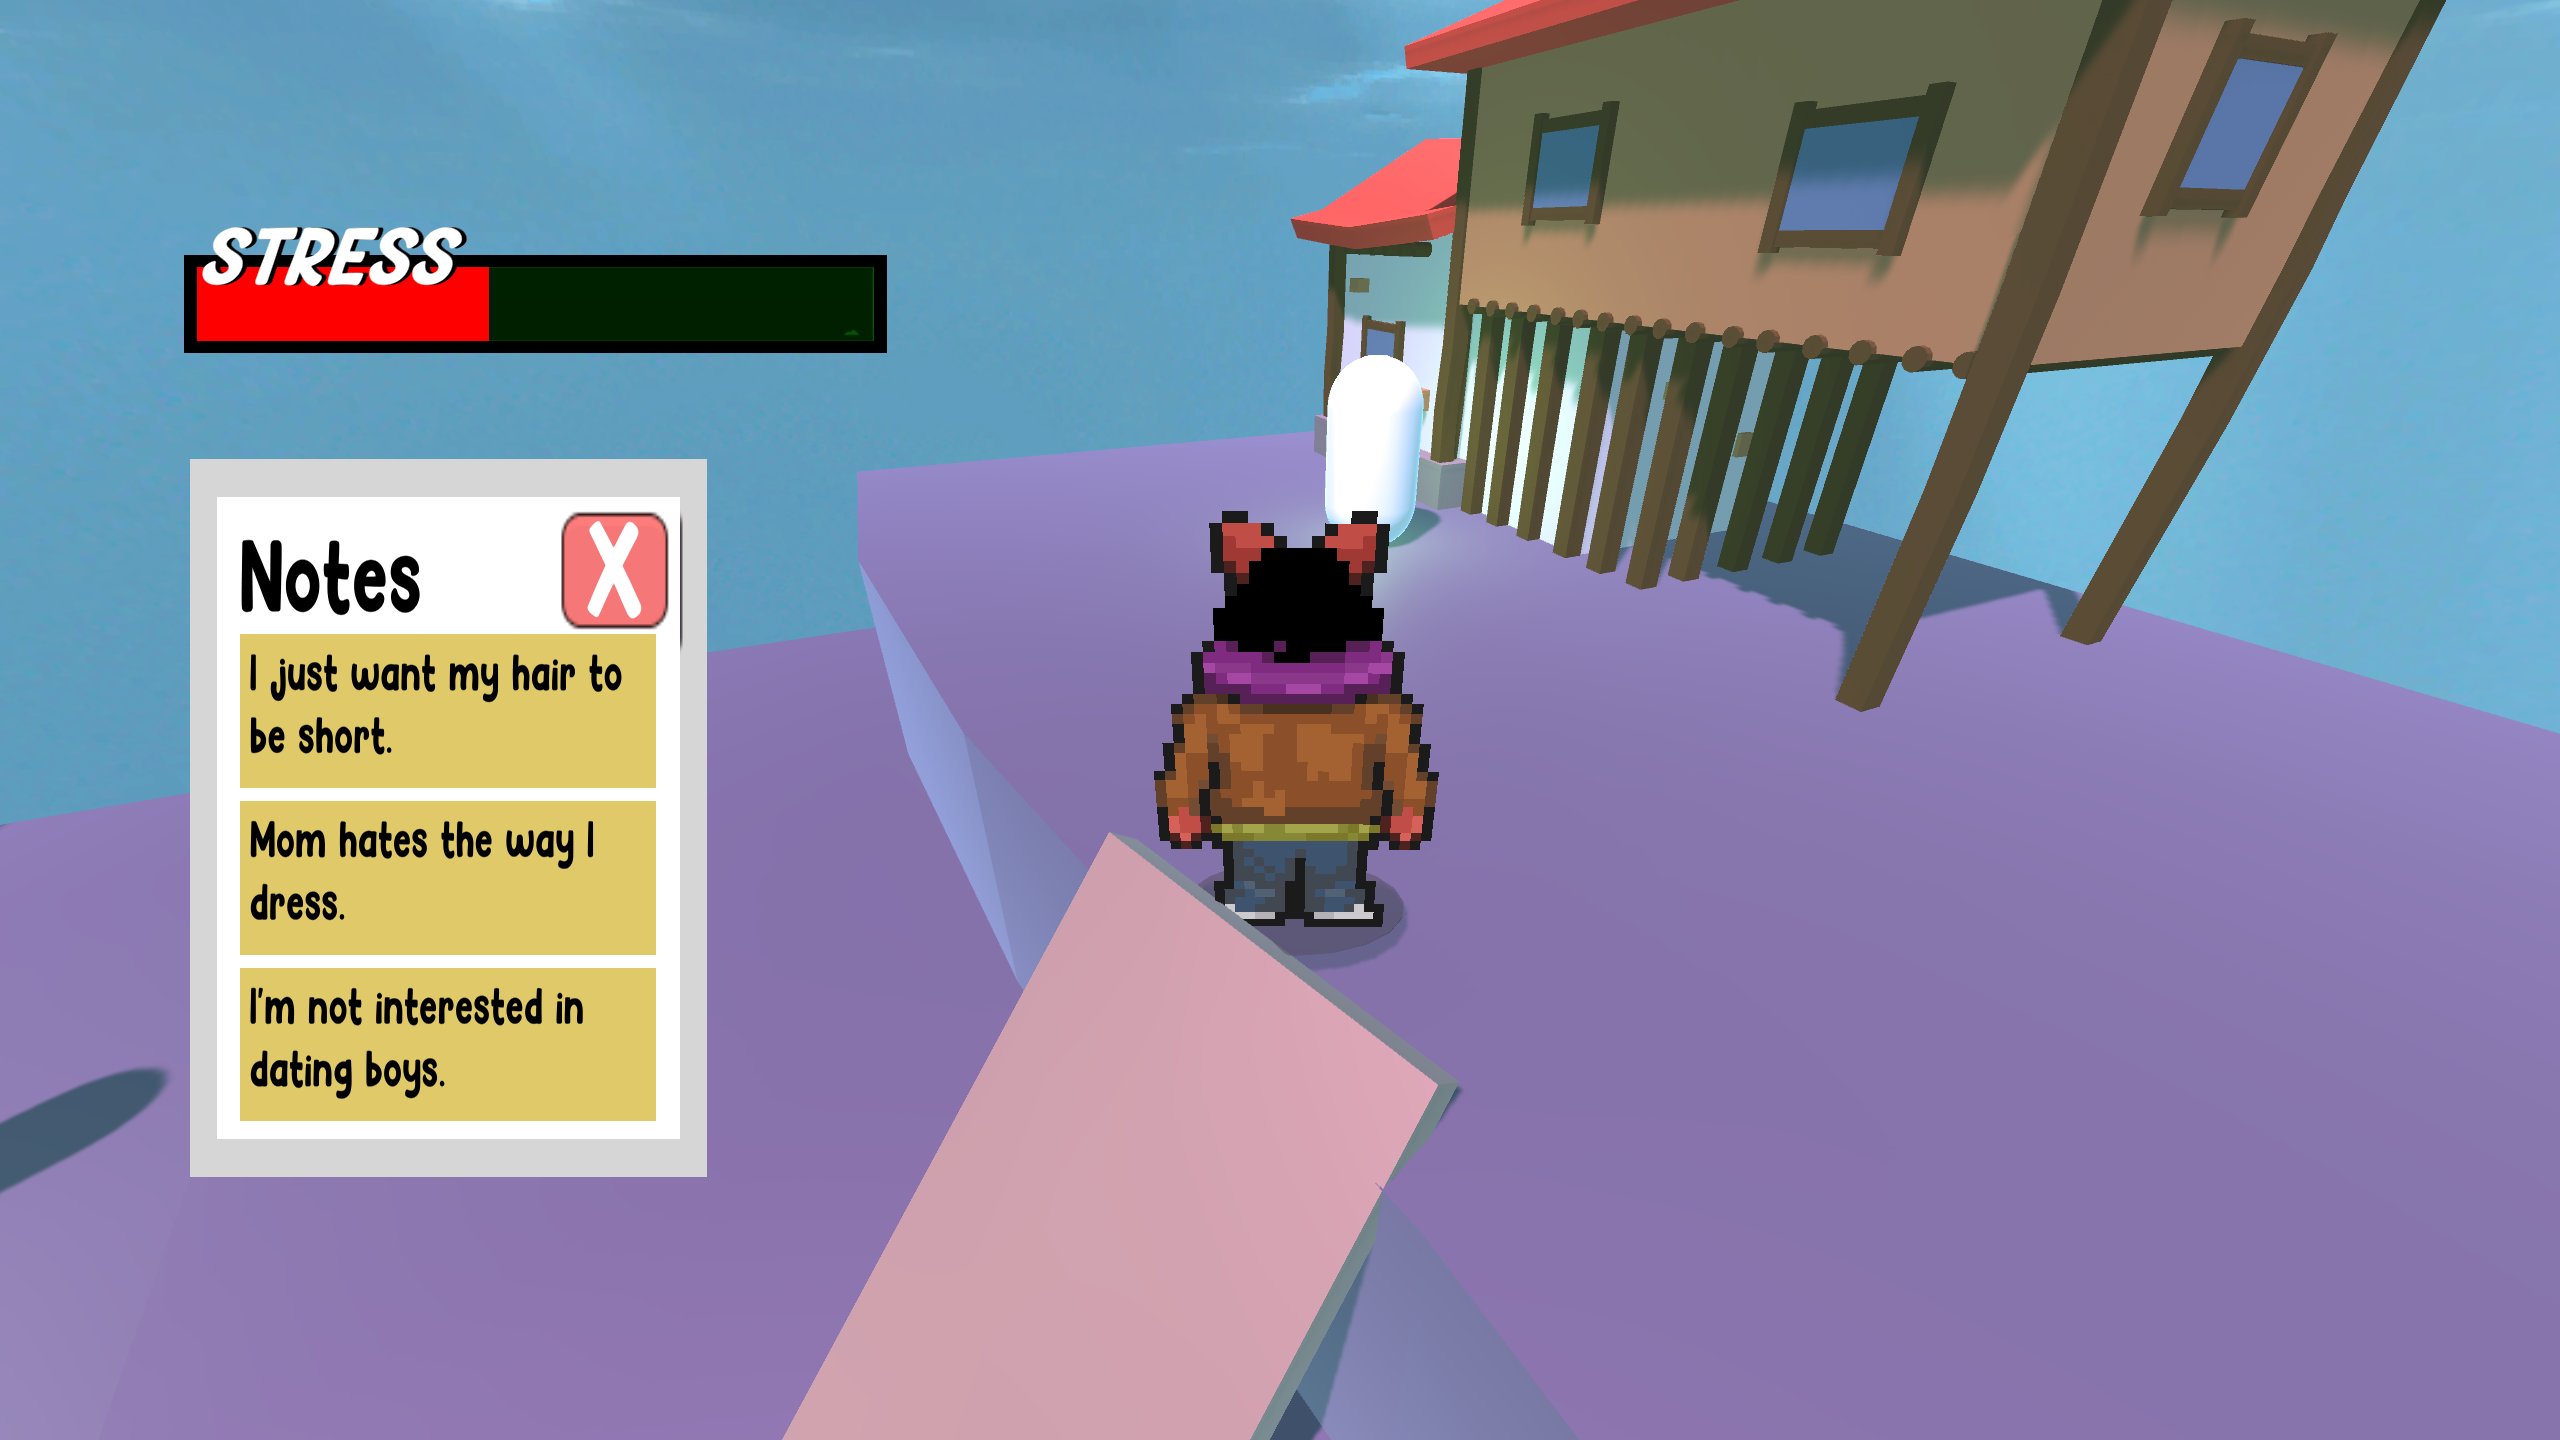 STRESS
Notes
X
I just want my hair to
be short.
Mom hates the way I
dress.
I'm not interested in
dating boys.